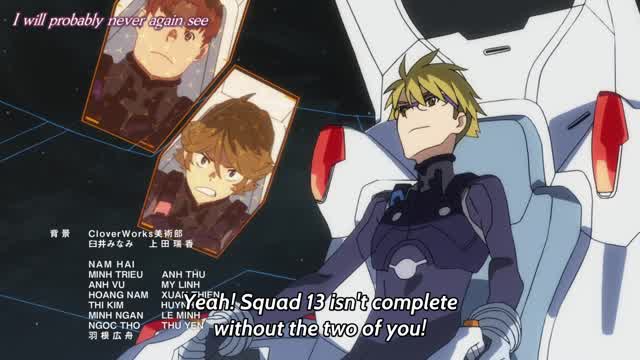 I will probably never again see
背景 CloverWorks美術部
臼井みなみ 上田瑞香
NAM HAI
MINH TRIEU ANH THU
ANH VU MY LINH
HOANG NAM XUAN THIEN
THI KIM HUYN
MINH NGAN LE MINH
NGOC THO THU YEN
羽根広舟
Yeah! Squad 13 isn't complete
without the two of you!